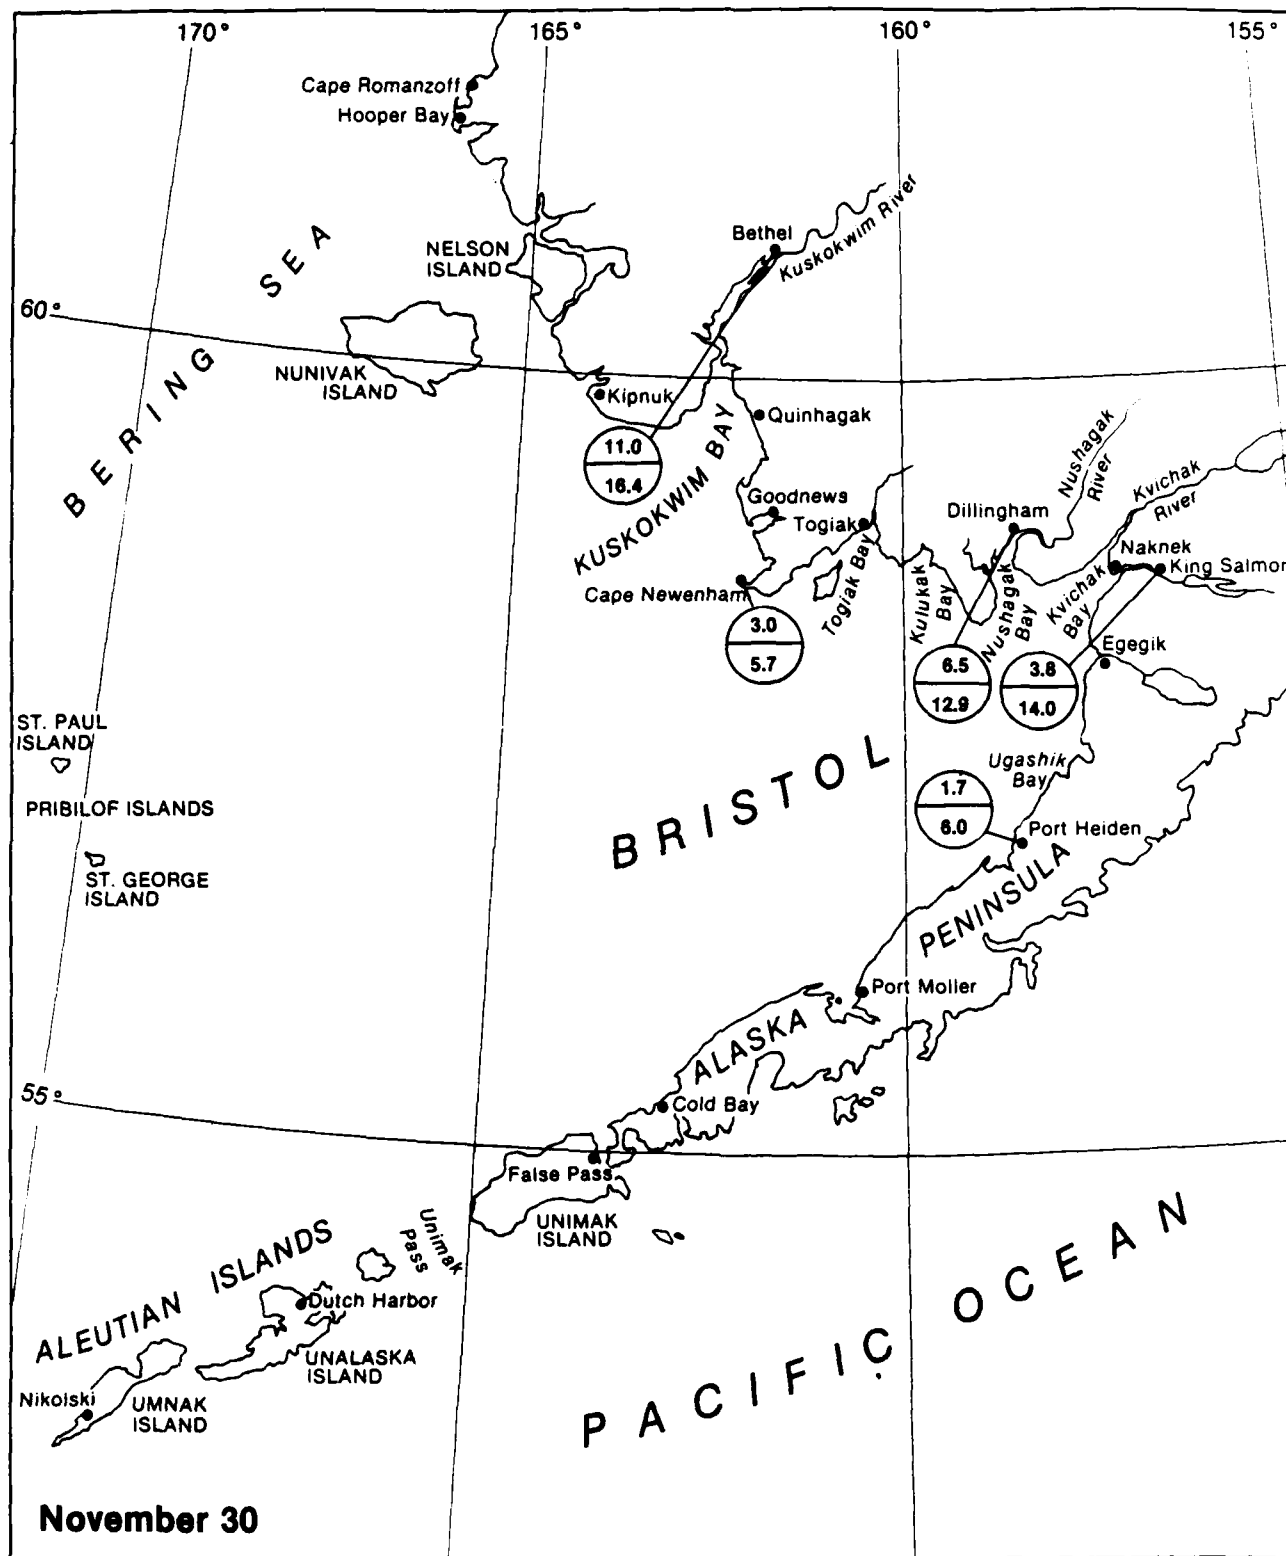 170°
165°
160°
155°
Cape Romanzoff
Hooper Bay
Bethel
Kuskokwim River
NELSON
ISLAND
BERING SEA
60°
NUNIVAK
ISLAND
Kipnuk
Quinhagak
11.0
16.4
KUSKOKWIM BAY
Goodnews
Togiak
Dillingham
Nushagak
River
Kvichak
River
Naknek
King Salmon
Cape Newenham
Togiak Bay
Kulukak
Bay
Nushagak
Bay
Kvichak
Bay
Egegik
3.0
5.7
6.5
12.9
3.8
14.0
ST. PAUL
ISLAND
PRIBILOF ISLANDS
ST. GEORGE
ISLAND
BRISTOL
Ugashik
Bay
1.7
6.0
Port Heiden
ALASKA PENINSULA
Port Moller
55°
Cold Bay
False Pass
UNIMAK
ISLAND
Unimak
Pass
ALEUTIAN ISLANDS
Dutch Harbor
UNALASKA
ISLAND
Nikolski
UMNAK
ISLAND
PACIFIC OCEAN
November 30